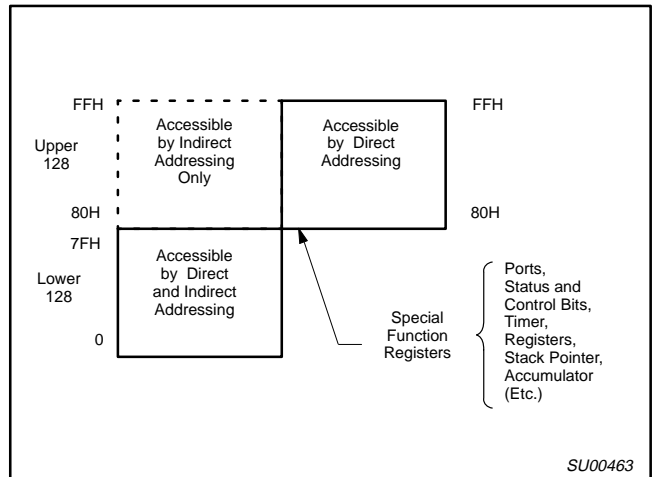 FFH
Upper
128
80H
7FH
Lower
128
0
Accessible
by Indirect
Addressing
Only
Accessible
by Direct
Addressing
FFH
80H
Accessible
by Direct
and Indirect
Addressing
Special
Function
Registers
Ports,
Status and
Control Bits,
Timer,
Registers,
Stack Pointer,
Accumulator
(Etc.)
SU00463